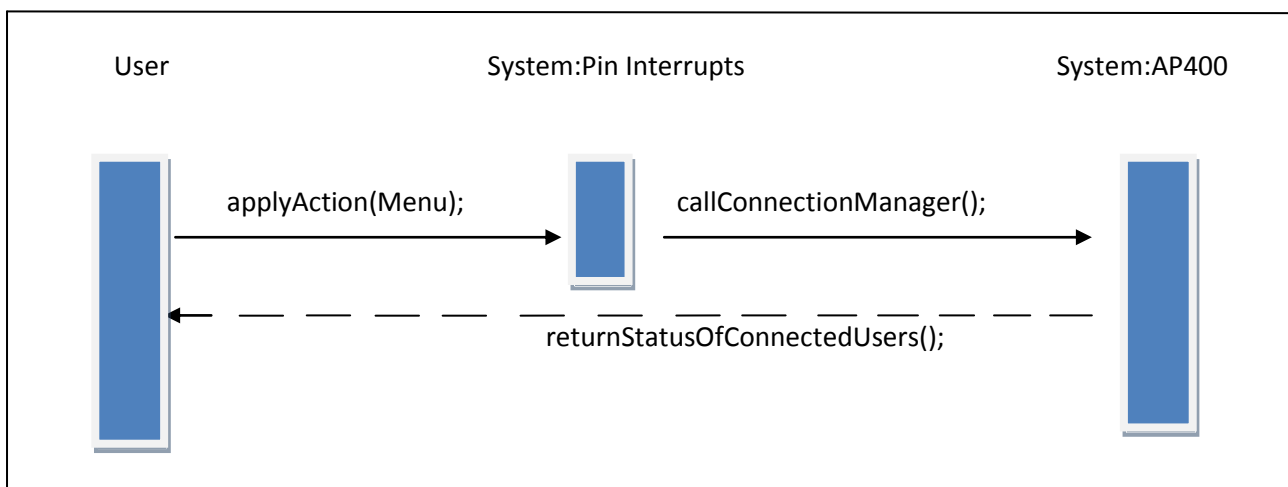 User
System:Pin Interrupts
System:AP400
applyAction(Menu);
callConnectionManager();
returnStatusOfConnectedUsers();